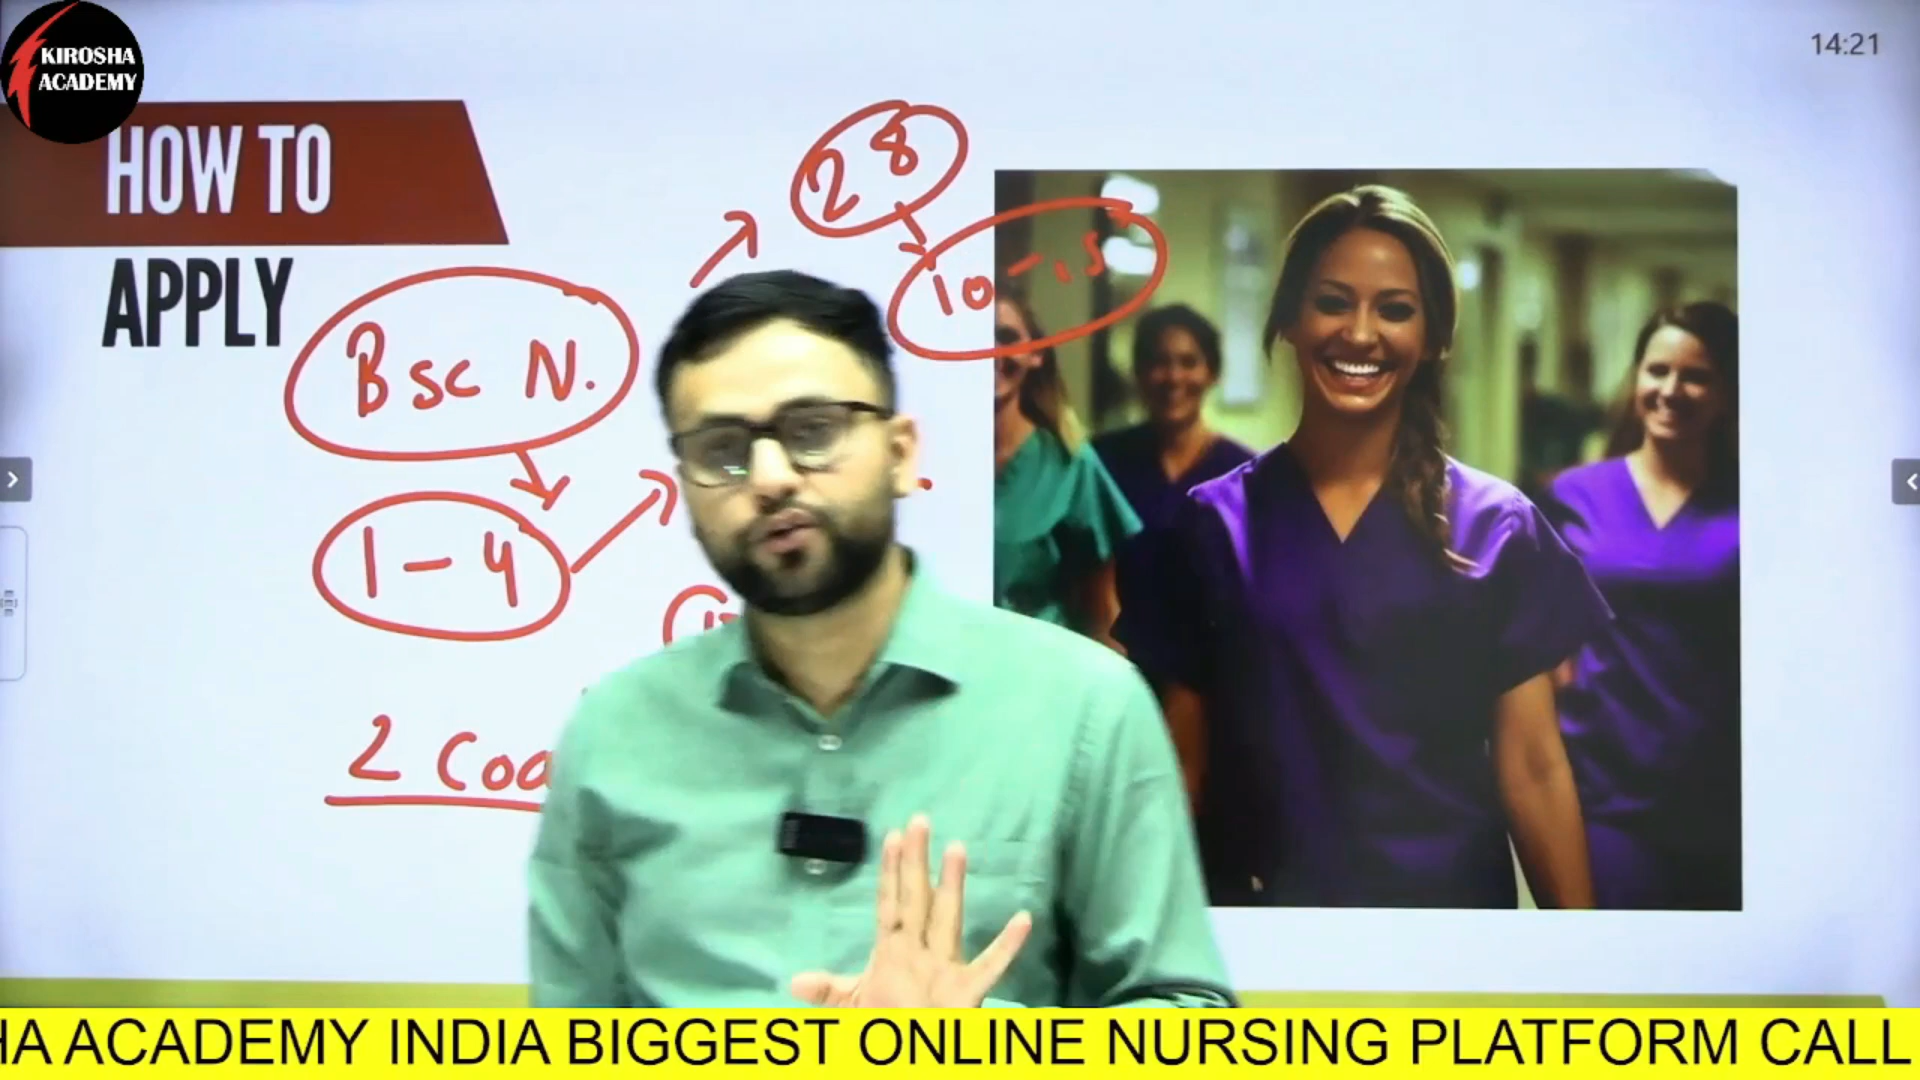 KIROSHA
ACADEMY
14:21
HOW TO
APPLY
28
10-15
Bsc N.
1-4
2
HA ACADEMY INDIA BIGGEST ONLINE NURSING PLATFORM CALL